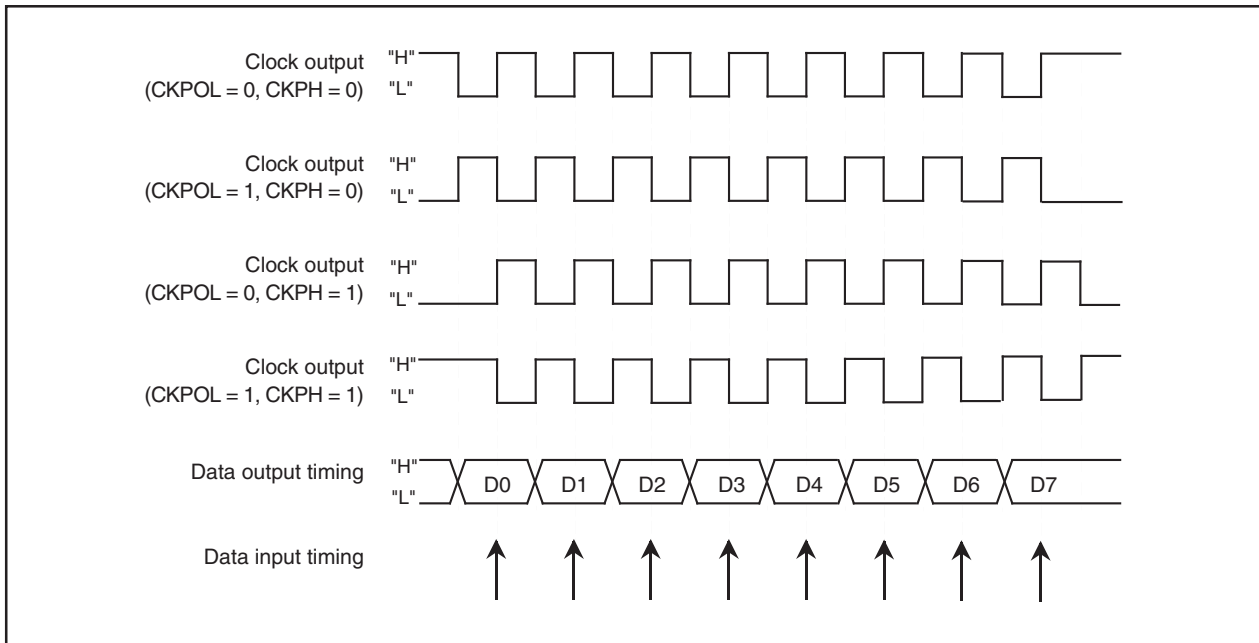 Clock output
(CKPOL = 0, CKPH = 0)
"H"
"L"
Clock output
(CKPOL = 1, CKPH = 0)
"H"
"L"
Clock output
(CKPOL = 0, CKPH = 1)
"H"
"L"
Clock output
(CKPOL = 1, CKPH = 1)
"H"
"L"
Data output timing
"H"
"L"
D0 D1 D2 D3 D4 D5 D6 D7
Data input timing